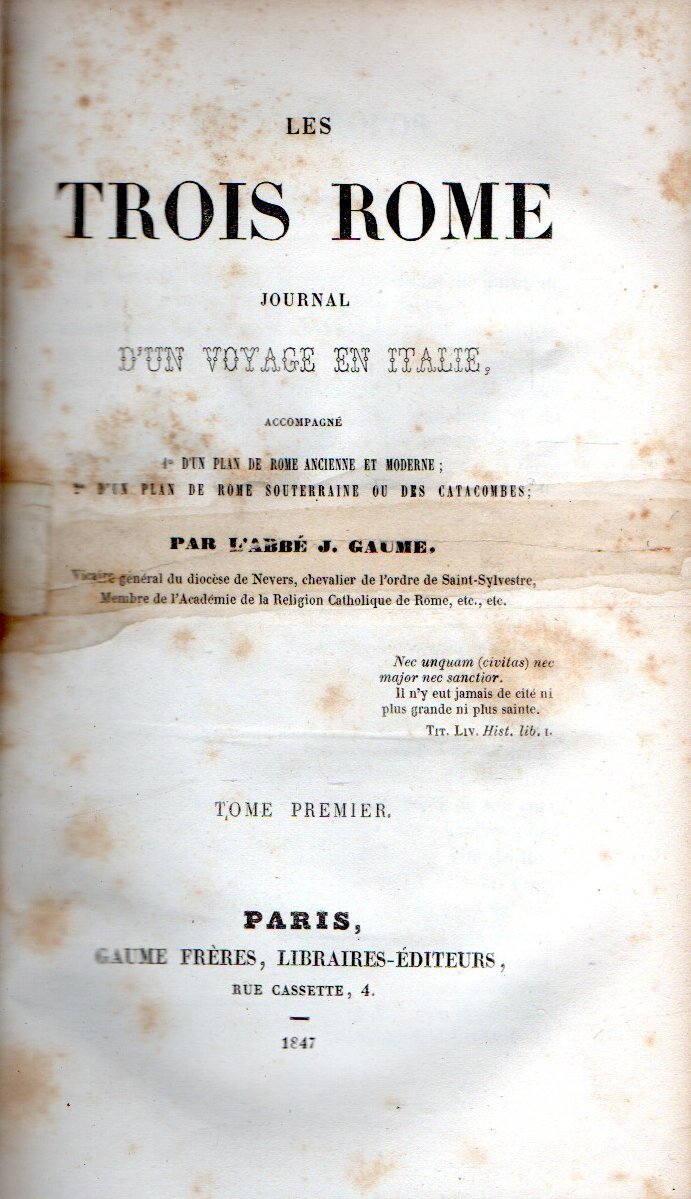 LES
TROIS ROME
JOURNAL
D'UN VOYAGE EN ITALIE,
ACCOMPAGNÉ
1° D'UN PLAN DE ROME ANCIENNE ET MODERNE ;
2° D'UN PLAN DE ROME SOUTERRAINE OU DES CATACOMBES;
PAR L'ABBÉ J. GAUME.
Vicaire général du diocèse de Nevers, chevalier de l'ordre de Saint-Sylvestre,
Membre de l'Académie de la Religion Catholique de Rome, etc., etc.
Nec unquam (civitas) nec
major nec sanctior.
Il n'y eut jamais de cité ni
plus grande ni plus sainte.
TIT. LIV. Hist. lib. I.
TOME PREMIER.
PARIS,
GAUME FRÈRES, LIBRAIRES-ÉDITEURS,
RUE CASSETTE, 4.
1847